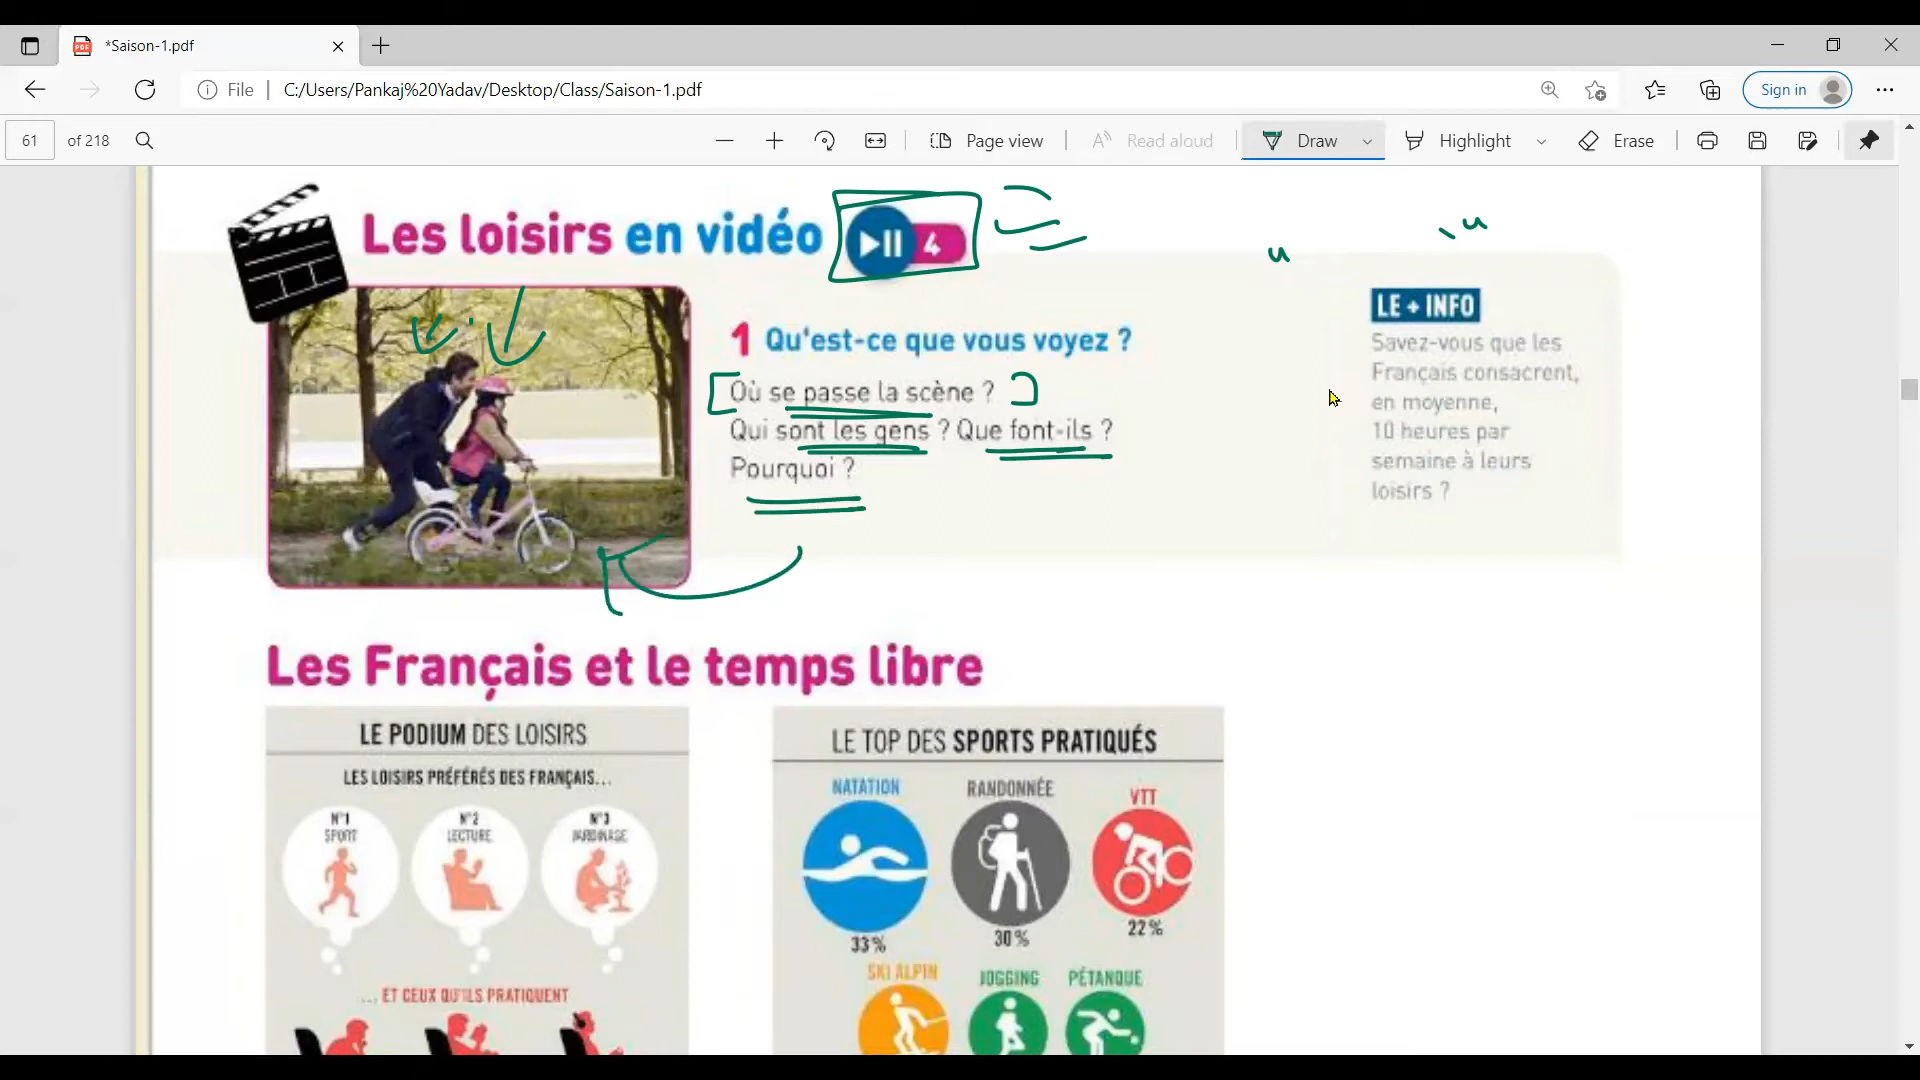 *Saison-1.pdf
File
C:/Users/Pankaj%20Yadav/Desktop/Class/Saison-1.pdf
Sign in
61 of 218
Page view
Read aloud
Draw
Highlight
Erase
Les loisirs en vidéo 4
1 Qu'est-ce que vous voyez ?
Où se passe la scène ?
Qui sont les gens ? Que font-ils ?
Pourquoi ?
LE + INFO
Savez-vous que les
Français consacrent,
en moyenne,
10 heures par
semaine à leurs
loisirs ?
Les Français et le temps libre
LE PODIUM DES LOISIRS
LES LOISIRS PRÉFÉRÉS DES FRANÇAIS...
N°1
SPORT
N°2
LECTURE
N°3
JARDINAGE
... ET CEUX QU'ILS PRATIQUENT
LE TOP DES SPORTS PRATIQUÉS
NATATION
33%
RANDONNÉE
30%
VTT
22%
SKI ALPIN
JOGGING
PÉTANQUE